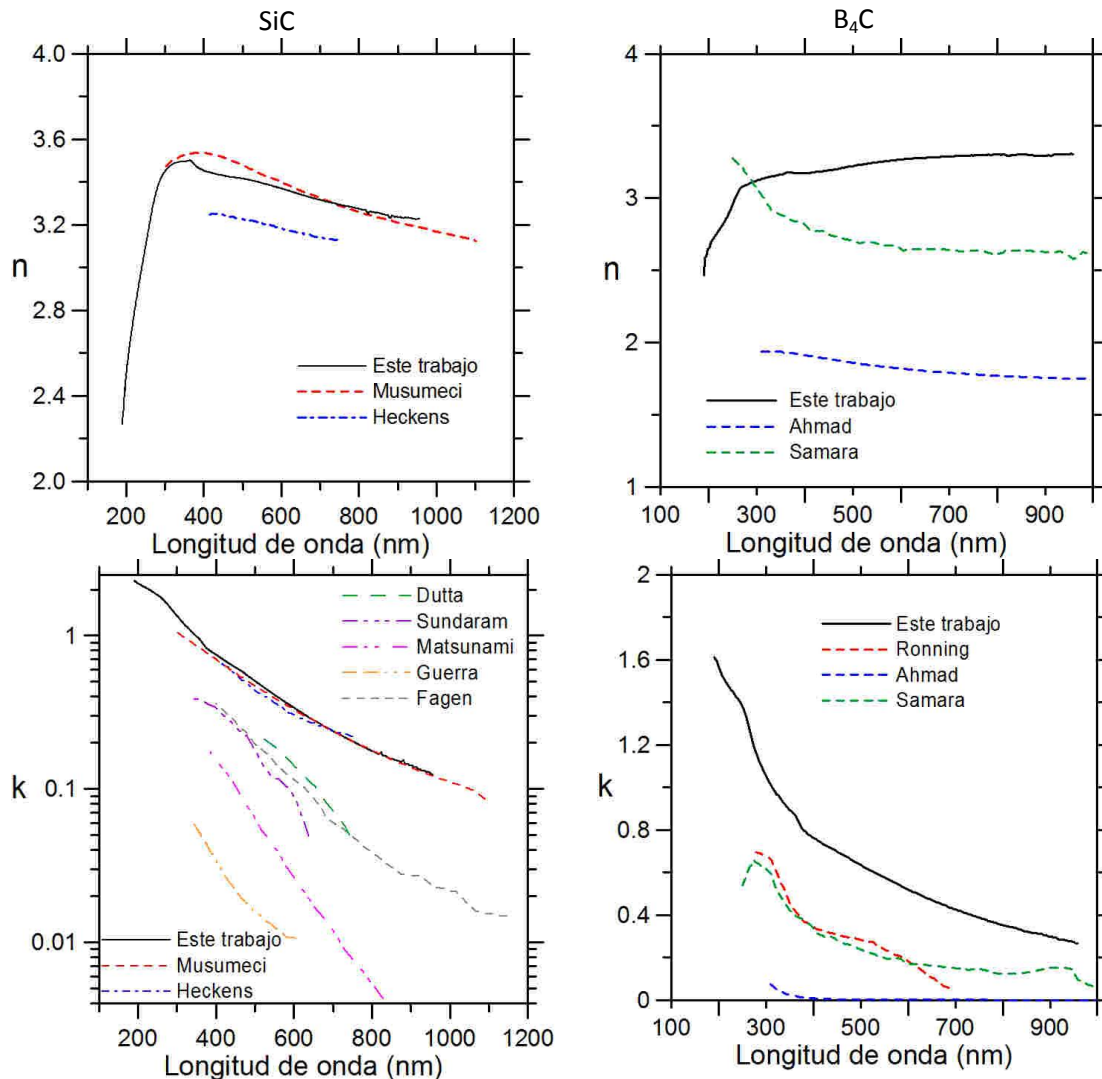 SiC
4.0
3.6
3.2
n
2.8
2.4
2.0
Este trabajo
Musumeci
Heckens
200 400 600 800 1000 1200
Longitud de onda (nm)
B₄C
4
3
n
2
1
Este trabajo
Ahmad
Samara
100 300 500 700 900
Longitud de onda (nm)
1
k
0.1
0.01
Dutta
Sundaram
Matsunami
Guerra
Fagen
Este trabajo
Musumeci
Heckens
200 400 600 800 1000 1200
Longitud de onda (nm)
2
1.6
1.2
k
0.8
0.4
0
Este trabajo
Ronning
Ahmad
Samara
100 300 500 700 900
Longitud de onda (nm)